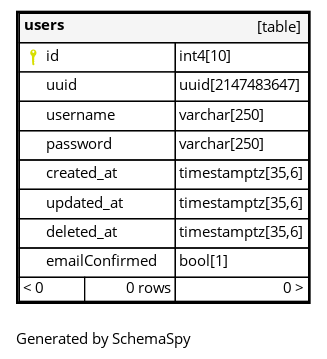 users [table]
id int4[10]
uuid uuid[2147483647]
username varchar[250]
password varchar[250]
created_at timestamptz[35,6]
updated_at timestamptz[35,6]
deleted_at timestamptz[35,6]
emailConfirmed bool[1]
< 0 0 rows 0 >
Generated by SchemaSpy